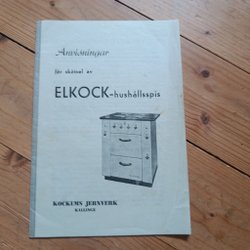 Anvisningar
för skötsel av
ELKOCK-hushållsspis
KOCKUMS JERNVERK
KALLINGE